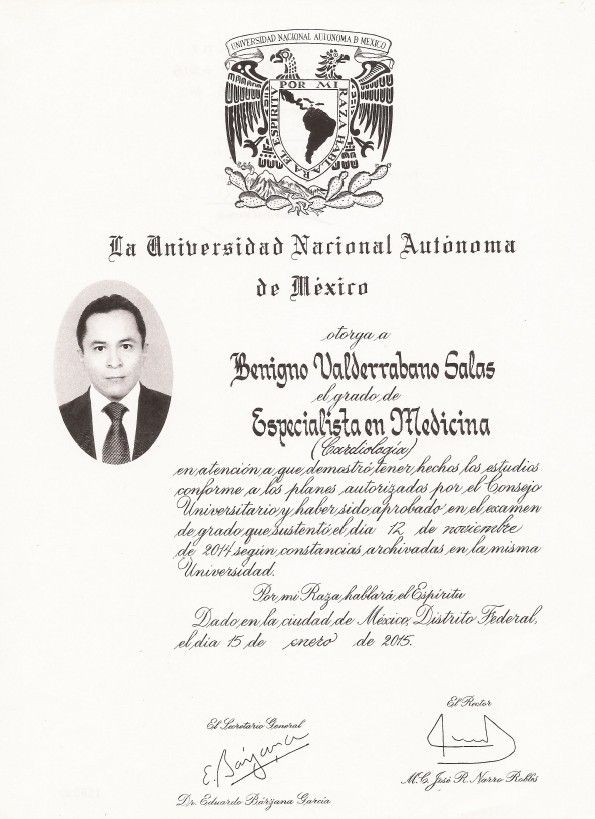 UNIVERSIDAD NACIONAL AUTONOMA D MEXICO
POR MI RAZA HABLARA EL ESPIRITU
La Universidad Nacional Autónoma
de México
otorga a
Benigno Valderrabano Salas
el grado de
Especialista en Medicina
(Cardiología)
en atención a que demostró tener hechos los estudios
conforme a los planes autorizados por el Consejo
Universitario y haber sido aprobado en el examen
de grado que sustentó el día 12 de noviembre
de 2014 según constancias archivadas en la misma
Universidad.
Por mi Raza hablará el Espíritu
Dado en la ciudad de México, Distrito Federal,
el día 15 de enero de 2015.
El Rector
El Secretario General
E. Bárzana
M.C. José R. Narro Robles
Dr. Eduardo Bárzana García